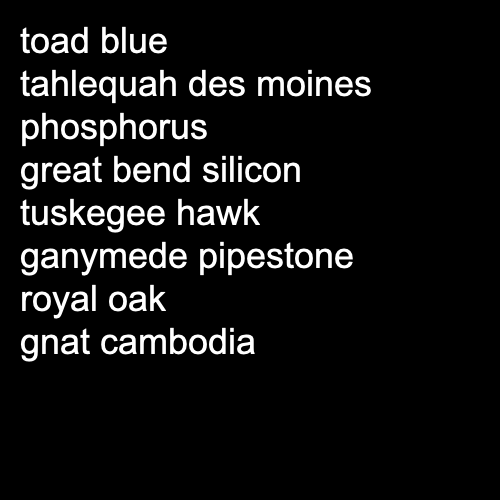 toad blue
tahlequah des moines
phosphorus
great bend silicon
tuskegee hawk
ganymede pipestone
royal oak
gnat cambodia